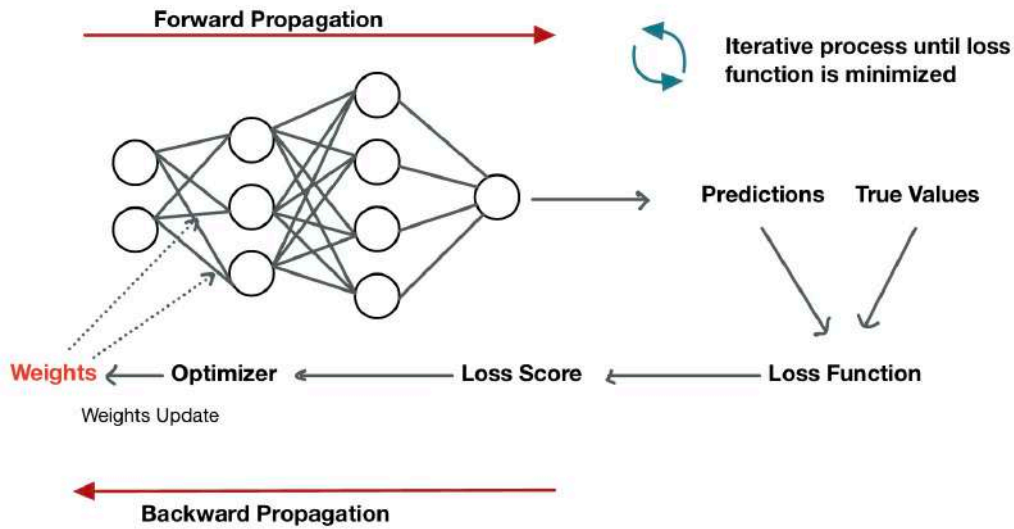 Forward Propagation
Iterative process until loss
function is minimized
Predictions
True Values
Weights
Optimizer
Loss Score
Loss Function
Weights Update
Backward Propagation